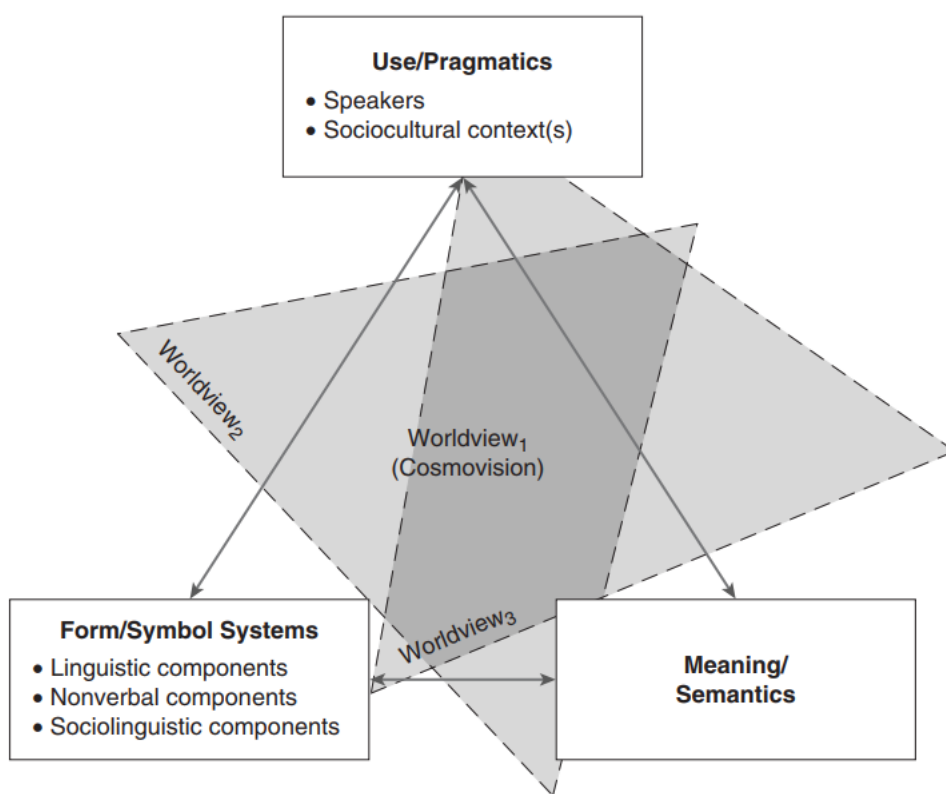 Use/Pragmatics
• Speakers
• Sociocultural context(s)
Worldview₂
Worldview₁
(Cosmovision)
Worldview₃
Form/Symbol Systems
• Linguistic components
• Nonverbal components
• Sociolinguistic components
Meaning/
Semantics